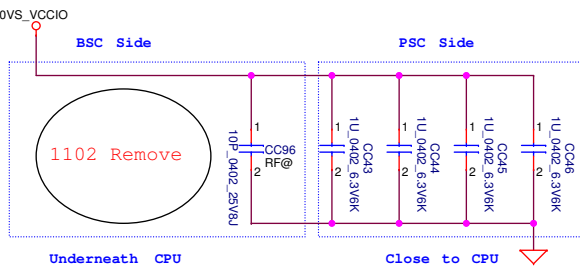 0VS_VCCIO
BSC Side
PSC Side
1
1
1
1
1
10P_0402_25V8J
CC96
RF@
1U_0402_6.3V6K
CC43
1U_0402_6.3V6K
CC44
1U_0402_6.3V6K
CC45
1U_0402_6.3V6K
CC46
1102 Remove
2
2
2
2
2
Underneath CPU
Close to CPU